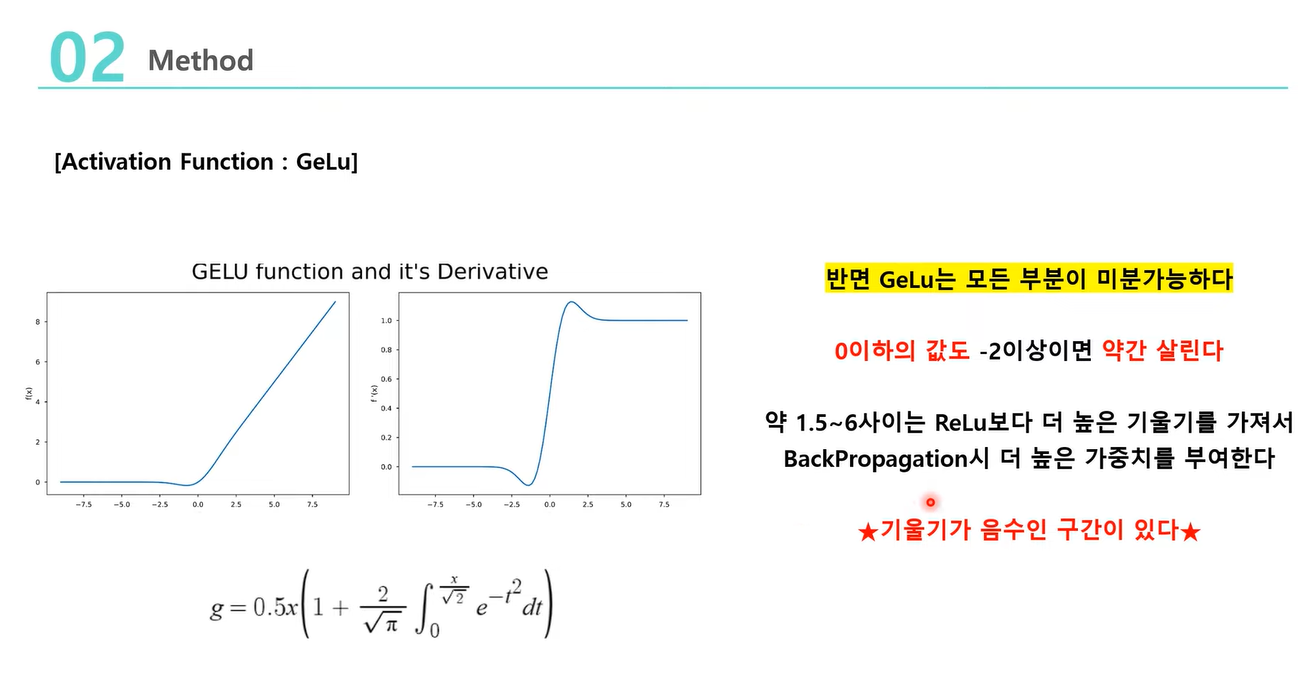 02 Method
[Activation Function : GeLu]
GELU function and it's Derivative
f(x)
8
6
4
2
0
−7.5 −5.0 −2.5 0.0 2.5 5.0 7.5
f '(x)
1.0
0.8
0.6
0.4
0.2
0.0
−7.5 −5.0 −2.5 0.0 2.5 5.0 7.5
g = 0.5x(1 + 2/√π ∫₀^(x/√2) e^(−t²) dt)
반면 GeLu는 모든 부분이 미분가능하다
0이하의 값도 -2이상이면 약간 살린다
약 1.5~6사이는 ReLu보다 더 높은 기울기를 가져서
BackPropagation시 더 높은 가중치를 부여한다
★기울기가 음수인 구간이 있다★